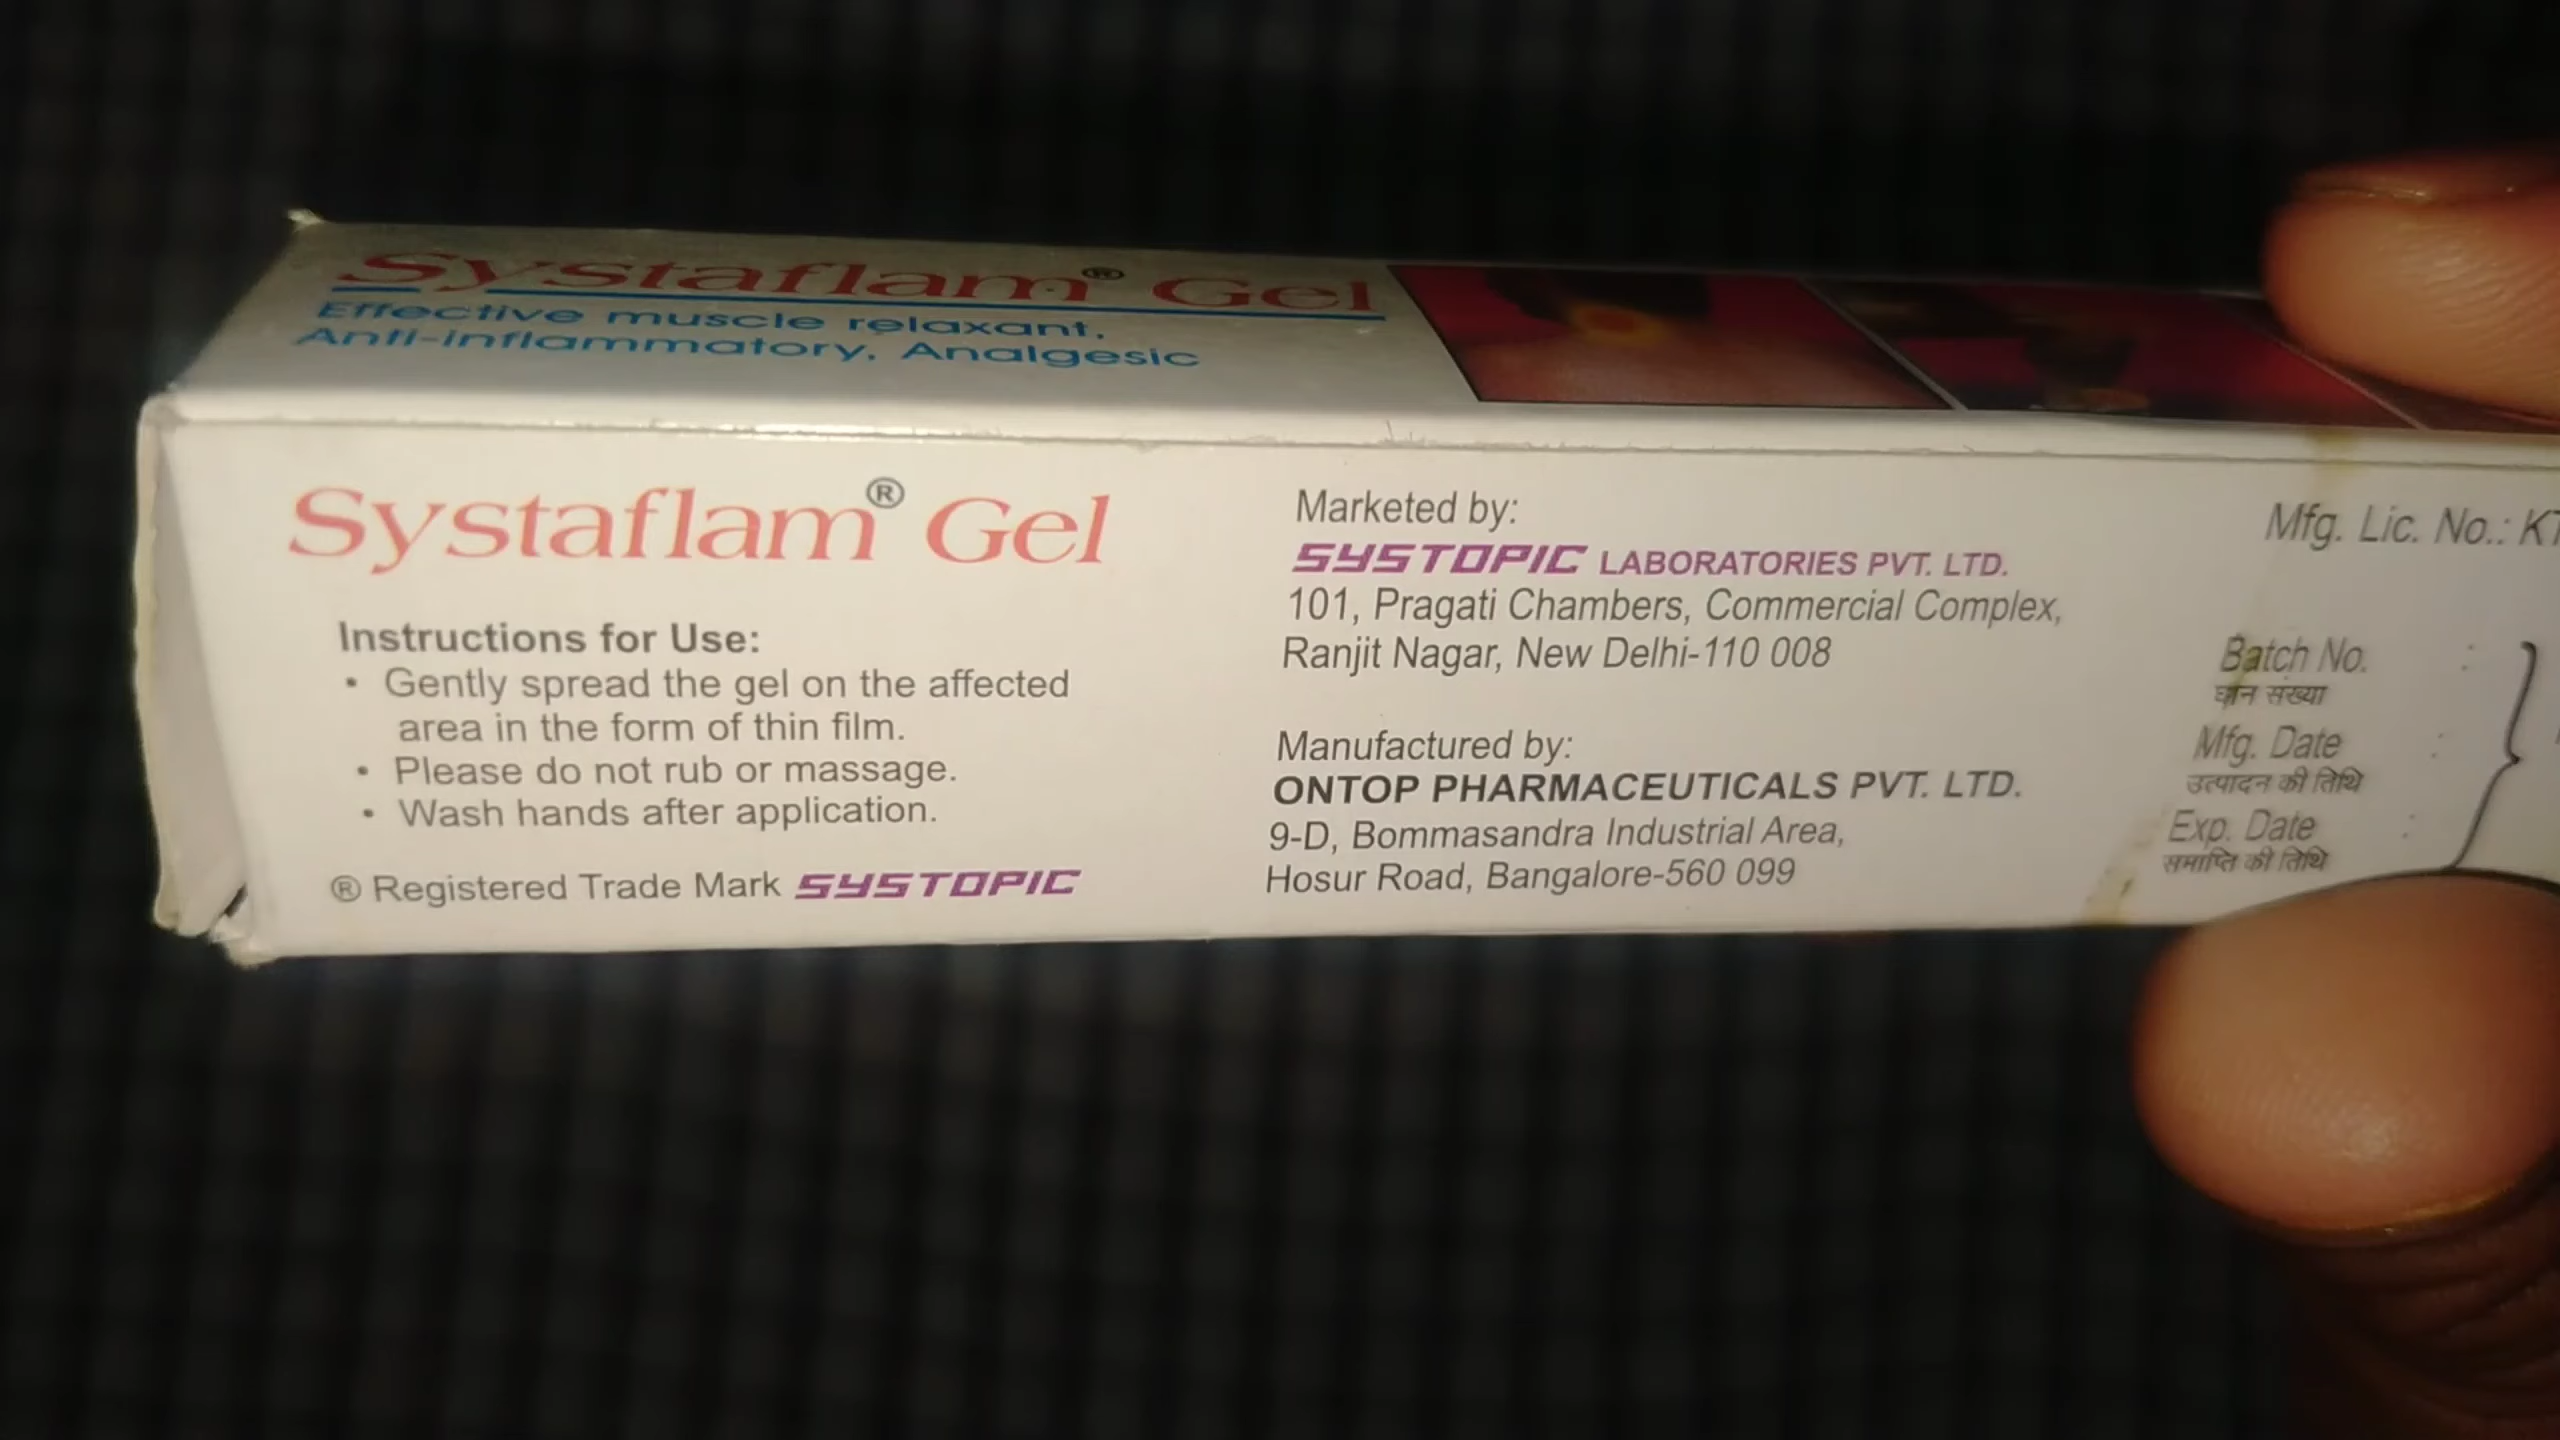 Systaflam® Gel
Effective muscle relaxant,
Anti-inflammatory, Analgesic
Systaflam® Gel
Instructions for Use:
• Gently spread the gel on the affected
area in the form of thin film.
• Please do not rub or massage.
• Wash hands after application.
® Registered Trade Mark SYSTOPIC
Marketed by:
SYSTOPIC LABORATORIES PVT. LTD.
101, Pragati Chambers, Commercial Complex,
Ranjit Nagar, New Delhi-110 008
Manufactured by:
ONTOP PHARMACEUTICALS PVT. LTD.
9-D, Bommasandra Industrial Area,
Hosur Road, Bangalore-560 099
Mfg. Lic. No.: KT
Batch No. :
घान संख्या
Mfg. Date :
उत्पादन की तिथि
Exp. Date :
समाप्ति की तिथि